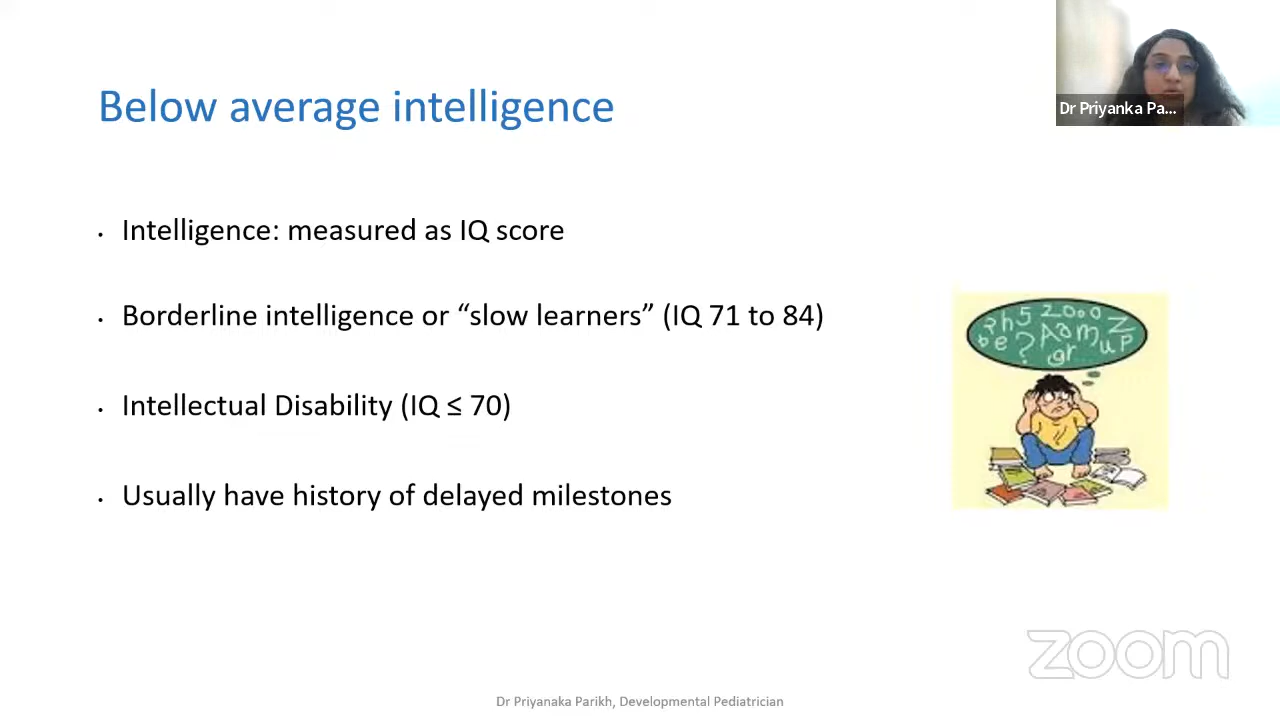 Dr Priyanka Pa...
Below average intelligence
• Intelligence: measured as IQ score
• Borderline intelligence or “slow learners” (IQ 71 to 84)
• Intellectual Disability (IQ ≤ 70)
• Usually have history of delayed milestones
zoom
Dr Priyanaka Parikh, Developmental Pediatrician